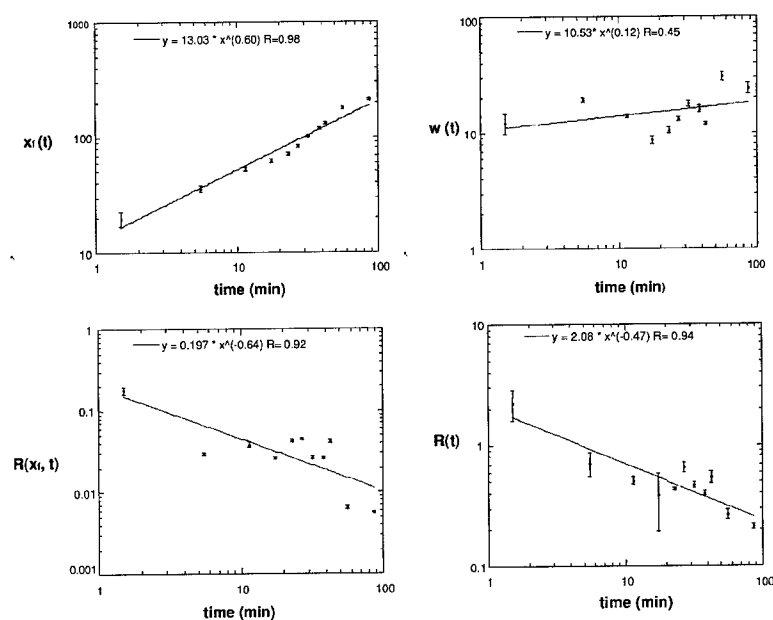 1000
y = 13.03 * x^(0.60) R=0.98
100
x_f (t)
10
1
10
100
time (min)
100
y = 10.53* x^(0.12) R=0.45
w (t)
10
1
1
10
100
time (min)
1
y = 0.197 * x^(-0.64) R= 0.92
0.1
R(x_f, t)
0.01
0.001
1
10
100
time (min)
10
y = 2.08 * x^(-0.47) R= 0.94
R(t)
1
0.1
1
10
100
time (min)